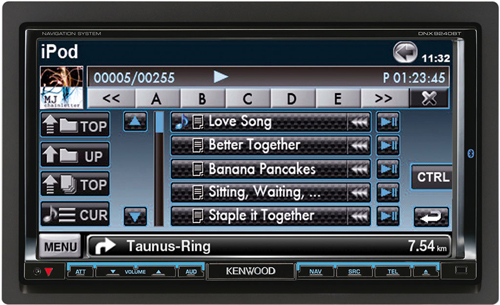 NAVIGATION SYSTEM DNX9240BT
iPod 11:32
00005/00255 P 01:23:45
MJ
<< A B C D E >>
TOP Love Song
UP Better Together
Banana Pancakes
TOP Sitting, Waiting, ...
CTRL
CUR Staple it Together
MENU Taunus-Ring 7.54 km
ATT VOLUME AUD KENWOOD NAV SRC TEL